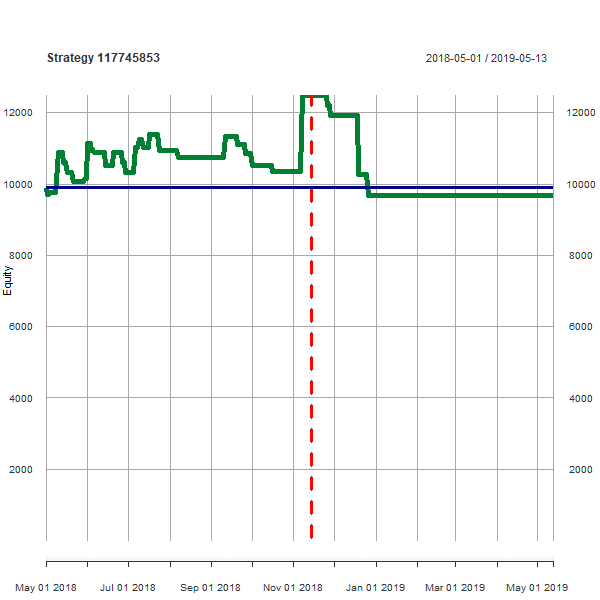 Strategy 117745853
2018-05-01 / 2019-05-13
12000
12000
10000
10000
8000
8000
Equity
6000
6000
4000
4000
2000
2000
May 01 2018
Jul 01 2018
Sep 01 2018
Nov 01 2018
Jan 01 2019
Mar 01 2019
May 01 2019